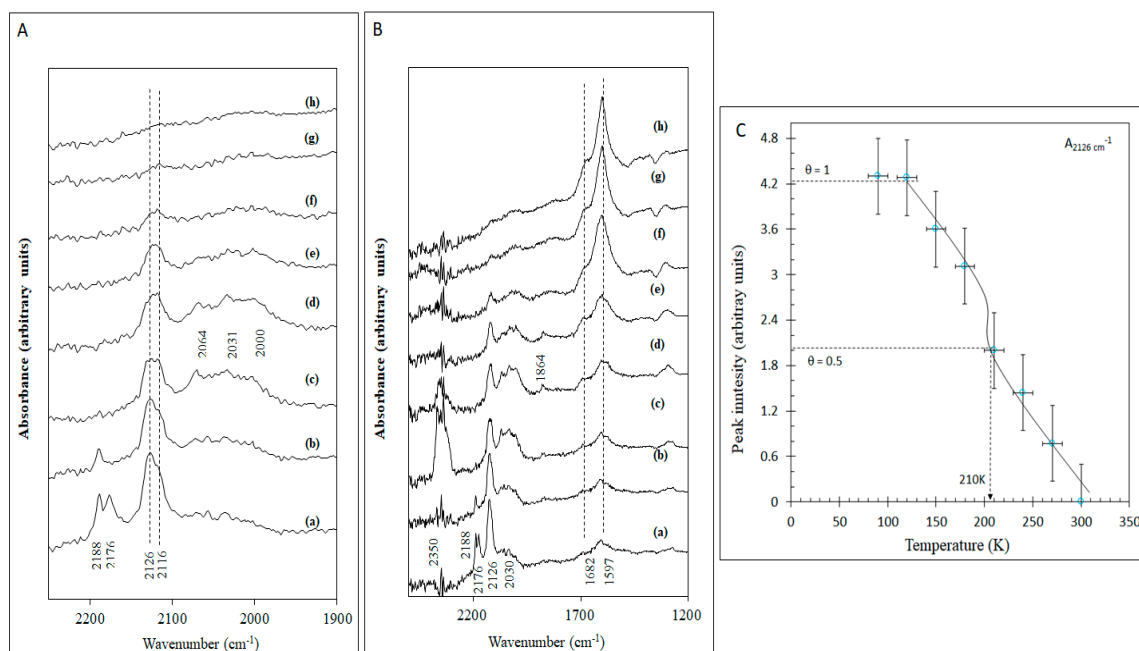 A
(h)
(g)
(f)
(e)
(d)
2064
2031
2000
(c)
(b)
(a)
2188
2176
2126
2116
2200
2100
2000
1900
Wavenumber (cm-1)
Absorbance (arbitrary units)
B
(h)
(g)
(f)
(e)
(d)
1864
(c)
(b)
(a)
2350
2188
2176
2126
2030
1682
1597
2200
1700
1200
Wavenumber (cm-1)
Absorbance (arbitrary units)
C
A2126 cm-1
4.8
4.2
3.6
3
2.4
1.8
1.2
0.6
0
θ = 1
θ = 0.5
210K
0
50
100
150
200
250
300
350
Temperature (K)
Peak inntesity (arbitray units)